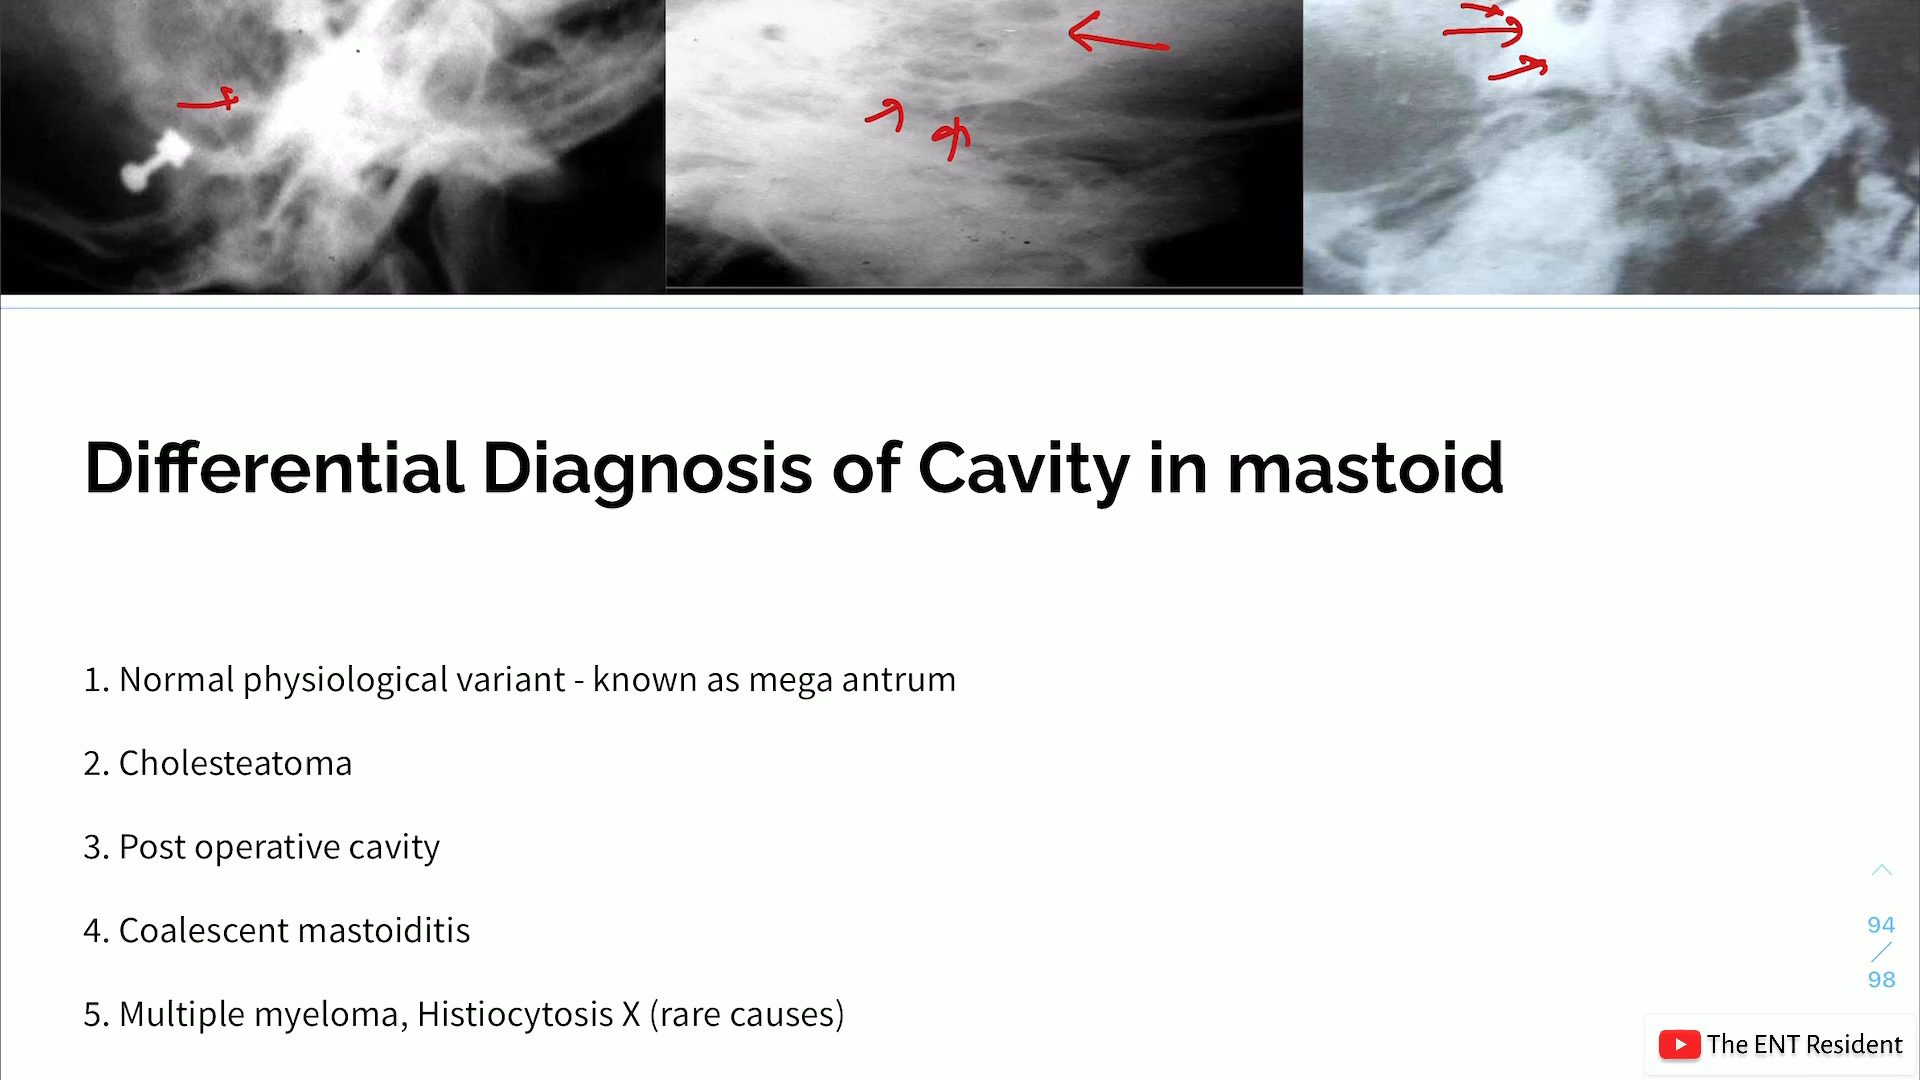 Differential Diagnosis of Cavity in mastoid
1. Normal physiological variant - known as mega antrum
2. Cholesteatoma
3. Post operative cavity
4. Coalescent mastoiditis
5. Multiple myeloma, Histiocytosis X (rare causes)
94
/
98
The ENT Resident